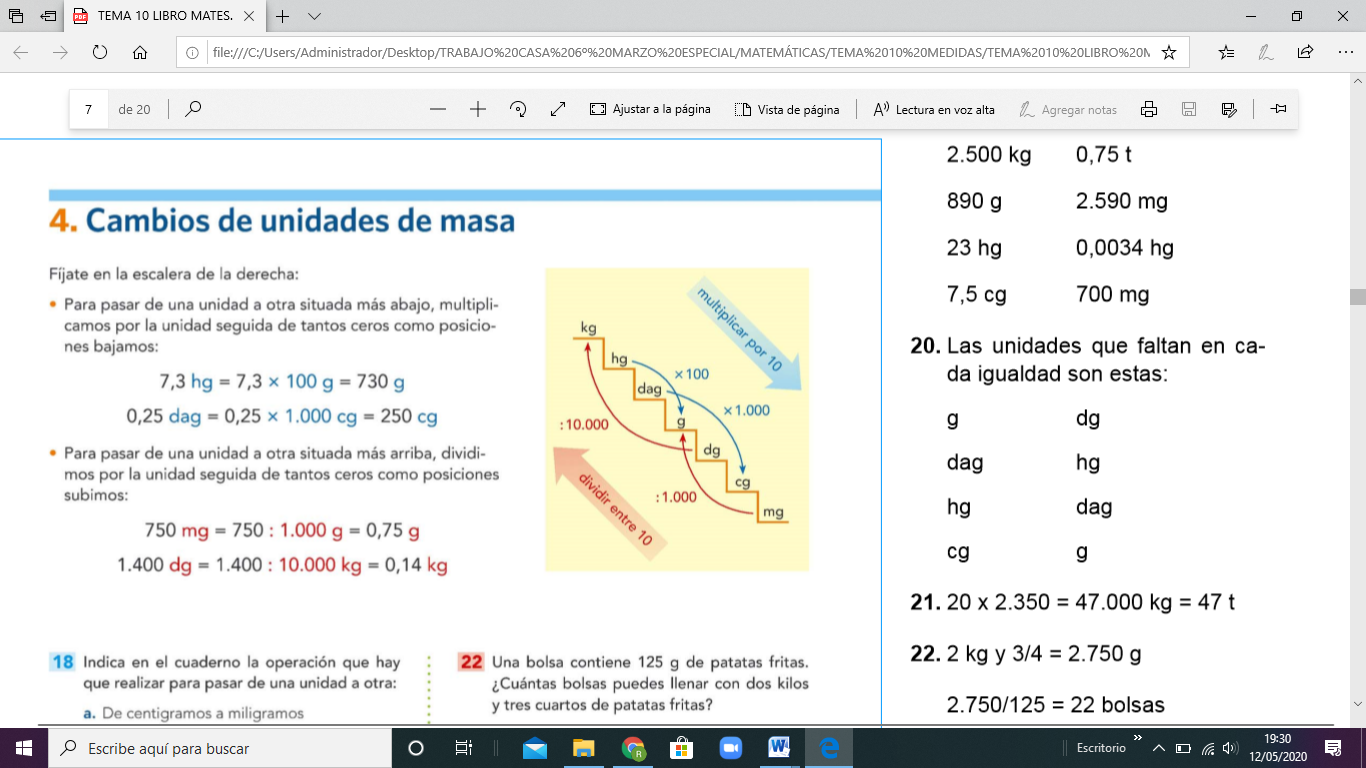 TEMA 10 LIBRO MATES.
file:///C:/Users/Administrador/Desktop/TRABAJO%20CASA%206º%20MARZO%20ESPECIAL/MATEMÁTICAS/TEMA%2010%20MEDIDAS/TEMA%2010%20LIBRO%20M
7 de 20 Ajustar a la página Vista de página Lectura en voz alta Agregar notas
4. Cambios de unidades de masa
Fíjate en la escalera de la derecha:
• Para pasar de una unidad a otra situada más abajo, multipli-
camos por la unidad seguida de tantos ceros como posicio-
nes bajamos:
7,3 hg = 7,3 × 100 g = 730 g
0,25 dag = 0,25 × 1.000 cg = 250 cg
• Para pasar de una unidad a otra situada más arriba, dividi-
mos por la unidad seguida de tantos ceros como posiciones
subimos:
750 mg = 750 : 1.000 g = 0,75 g
1.400 dg = 1.400 : 10.000 kg = 0,14 kg
multiplicar por 10
kg
hg
×100
dag
×1.000
:10.000
g
dg
cg
:1.000
mg
dividir entre 10
18 Indica en el cuaderno la operación que hay
que realizar para pasar de una unidad a otra:
a. De centigramos a miligramos
22 Una bolsa contiene 125 g de patatas fritas.
¿Cuántas bolsas puedes llenar con dos kilos
y tres cuartos de patatas fritas?
2.500 kg 0,75 t
890 g 2.590 mg
23 hg 0,0034 hg
7,5 cg 700 mg
20. Las unidades que faltan en ca-
da igualdad son estas:
g dg
dag hg
hg dag
cg g
21. 20 x 2.350 = 47.000 kg = 47 t
22. 2 kg y 3/4 = 2.750 g
2.750/125 = 22 bolsas
Escribe aquí para buscar
Escritorio
19:30
12/05/2020